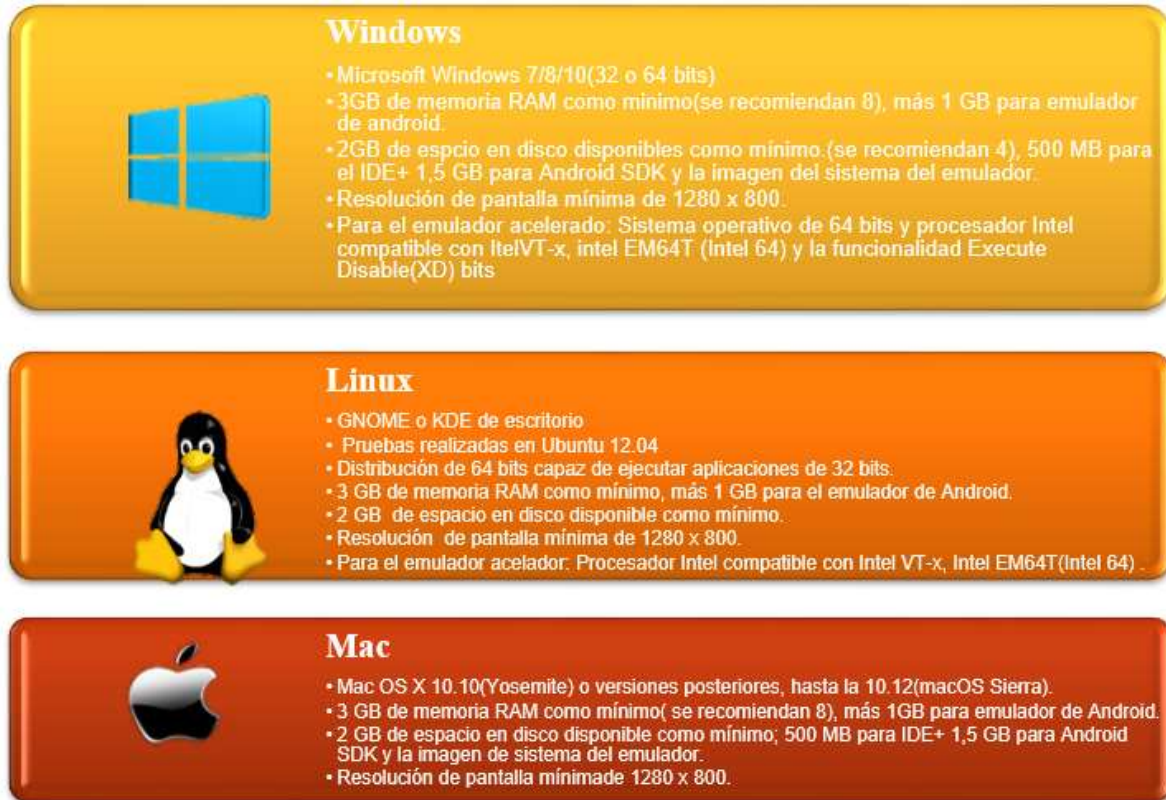 Windows
•Microsoft Windows 7/8/10(32 o 64 bits)
•3GB de memoria RAM como minimo(se recomiendan 8), más 1 GB para emulador
de android.
•2GB de espcio en disco disponibles como mínimo.(se recomiendan 4), 500 MB para
el IDE+ 1,5 GB para Android SDK y la imagen del sistema del emulador.
•Resolución de pantalla mínima de 1280 x 800.
•Para el emulador acelerado: Sistema operativo de 64 bits y procesador Intel
compatible con ItelVT-x, intel EM64T (Intel 64) y la funcionalidad Execute
Disable(XD) bits
Linux
• GNOME o KDE de escritorio
• Pruebas realizadas en Ubuntu 12.04
• Distribución de 64 bits capaz de ejecutar aplicaciones de 32 bits.
• 3 GB de memoria RAM como mínimo, más 1 GB para el emulador de Android.
• 2 GB de espacio en disco disponible como mínimo.
• Resolución de pantalla mínima de 1280 x 800.
• Para el emulador acelador: Procesador Intel compatible con Intel VT-x, Intel EM64T(Intel 64) .
Mac
• Mac OS X 10.10(Yosemite) o versiones posteriores, hasta la 10.12(macOS Sierra).
• 3 GB de memoria RAM como mínimo( se recomiendan 8), más 1GB para emulador de Android.
• 2 GB de espacio en disco disponible como mínimo; 500 MB para IDE+ 1,5 GB para Android
SDK y la imagen de sistema del emulador.
• Resolución de pantalla mínimade 1280 x 800.